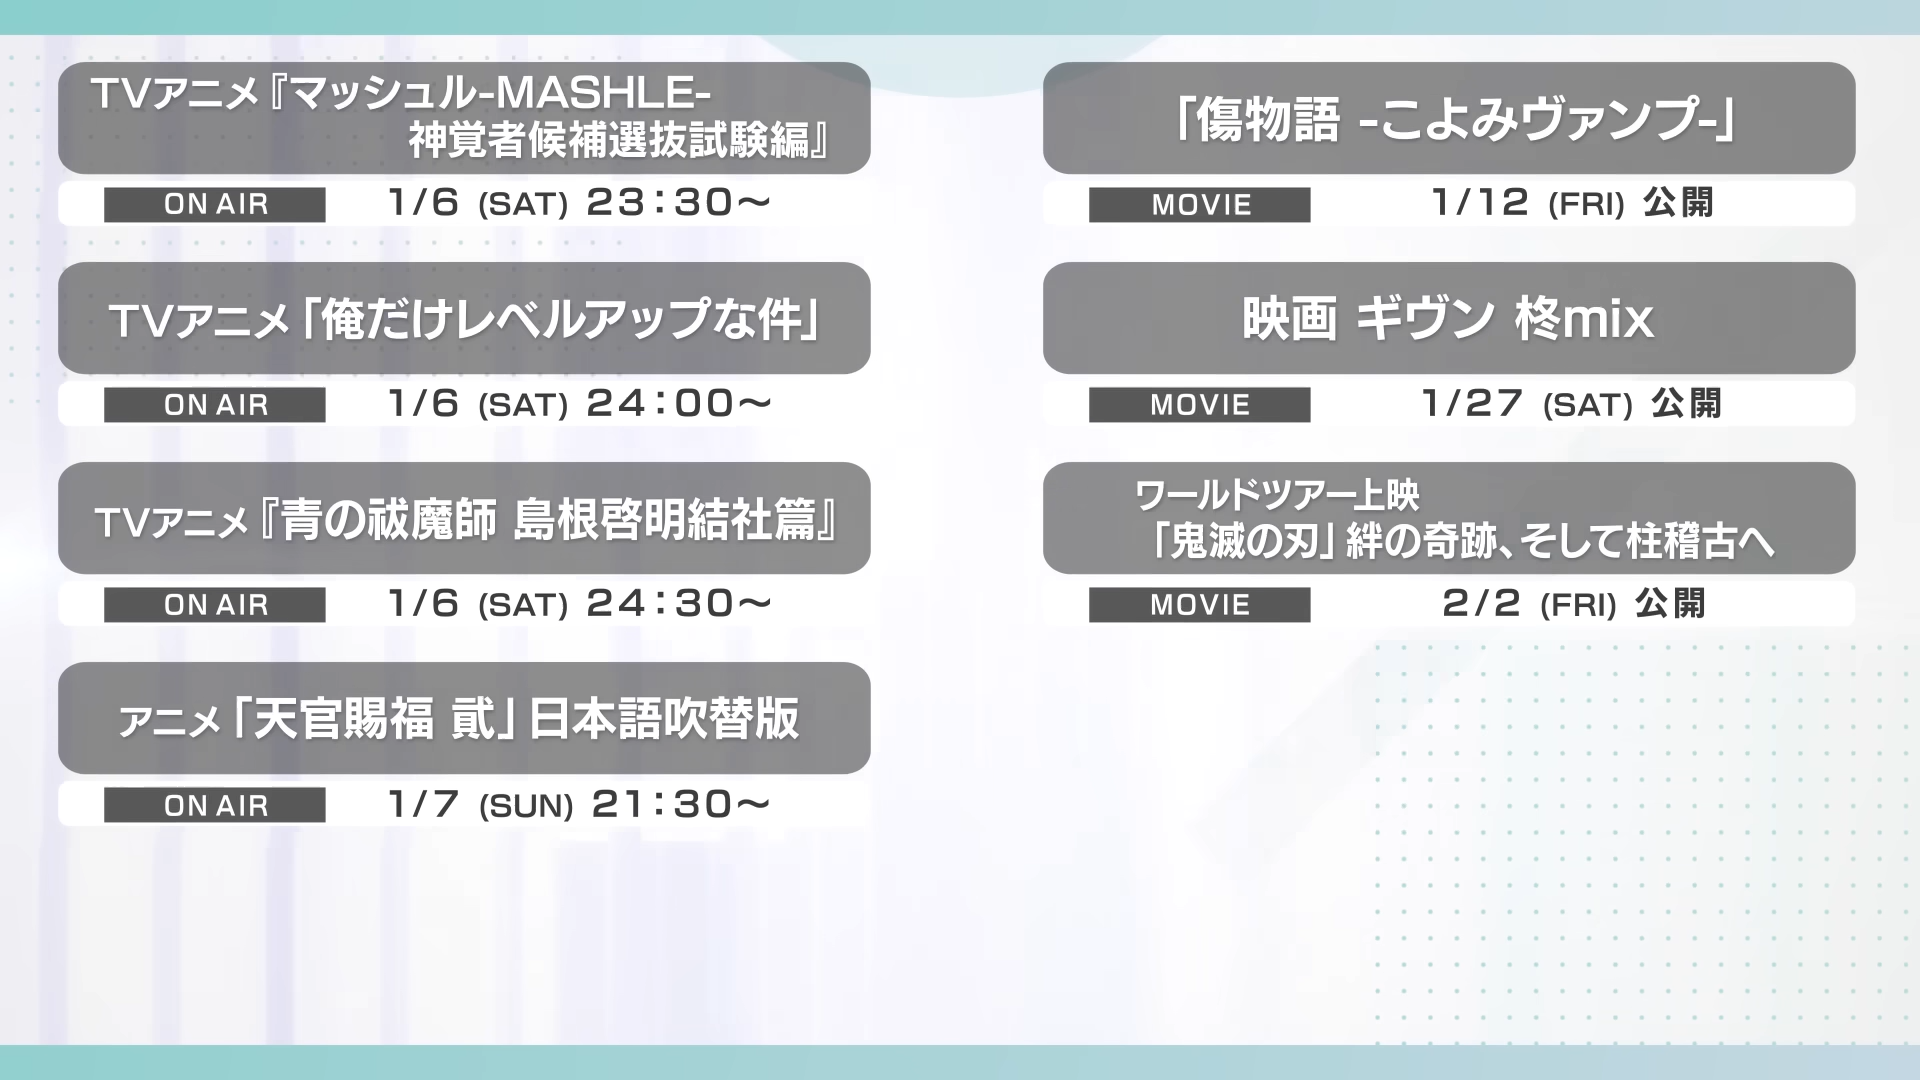 TVアニメ『マッシュル-MASHLE-
神覚者候補選抜試験編』
ON AIR 1/6 (SAT) 23:30～
TVアニメ「俺だけレベルアップな件」
ON AIR 1/6 (SAT) 24:00～
TVアニメ『青の祓魔師 島根啓明結社篇』
ON AIR 1/6 (SAT) 24:30～
アニメ「天官賜福 貮」日本語吹替版
ON AIR 1/7 (SUN) 21:30～
「傷物語 -こよみヴァンプ-」
MOVIE 1/12 (FRI) 公開
映画 ギヴン 柊mix
MOVIE 1/27 (SAT) 公開
ワールドツアー上映
「鬼滅の刃」絆の奇跡、そして柱稽古へ
MOVIE 2/2 (FRI) 公開